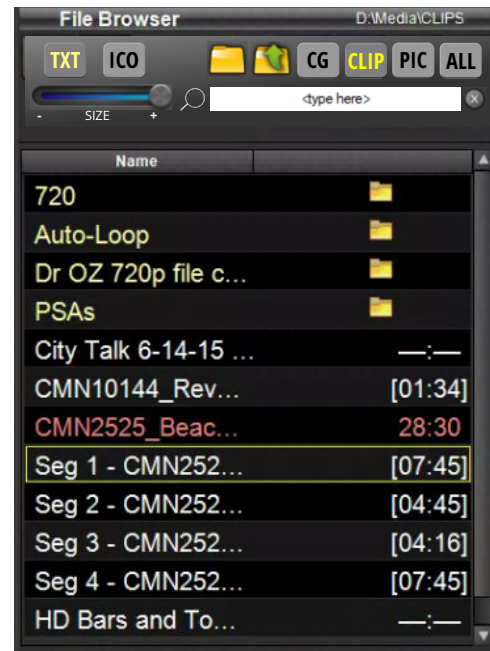 File Browser D:\Media\CLIPS
TXT ICO CG CLIP PIC ALL
<type here>
- SIZE +
Name
720
Auto-Loop
Dr OZ 720p file c...
PSAs
City Talk 6-14-15 ... —:—
CMN10144_Rev... [01:34]
CMN2525_Beac... 28:30
Seg 1 - CMN252... [07:45]
Seg 2 - CMN252... [04:45]
Seg 3 - CMN252... [04:16]
Seg 4 - CMN252... [07:45]
HD Bars and To... —:—